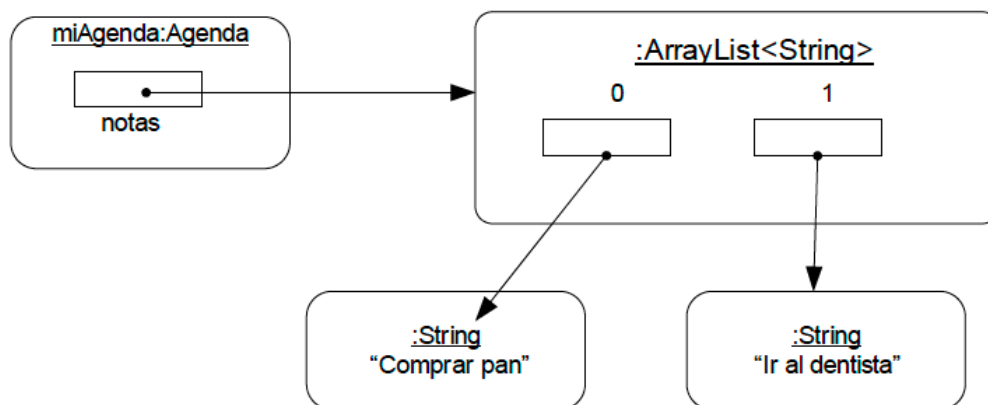 miAgenda:Agenda
notas
:ArrayList<String>
0 1
:String
“Comprar pan”
:String
“Ir al dentista”